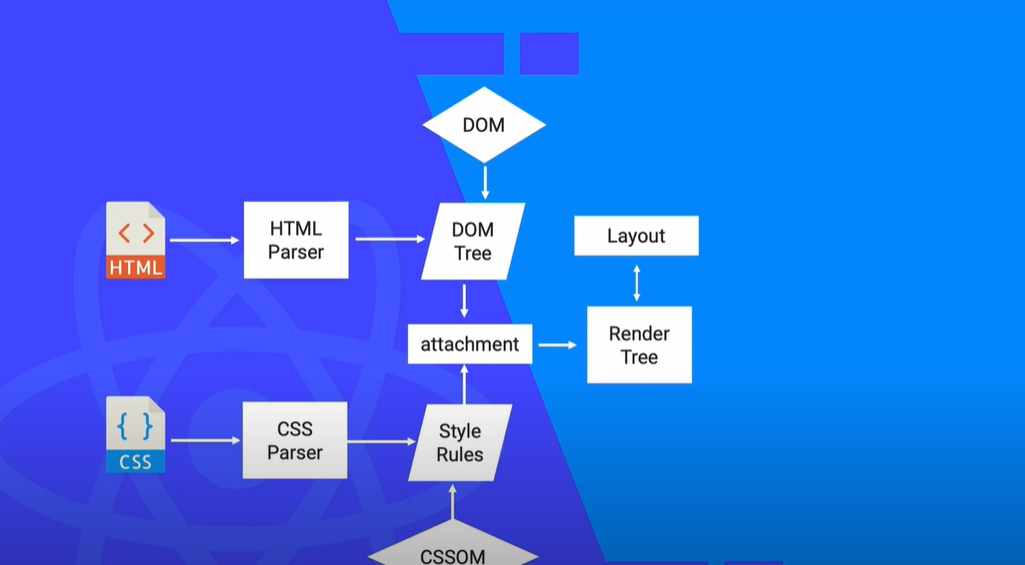 DOM
HTML
HTML
Parser
DOM
Tree
Layout
attachment
Render
Tree
{ }
CSS
CSS
Parser
Style
Rules
CSSOM